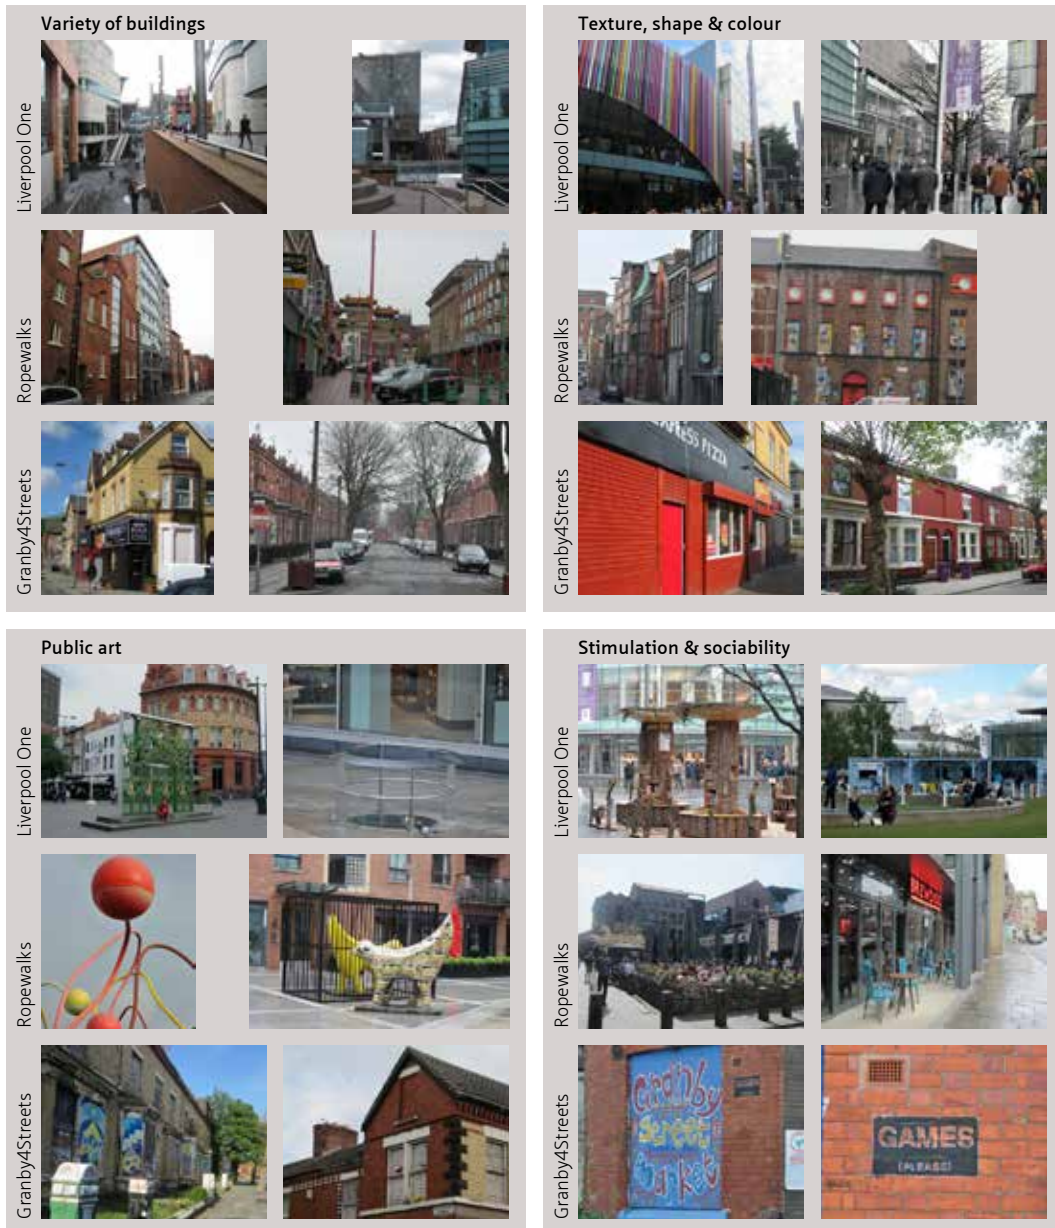 Variety of buildings
Liverpool One
Ropewalks
Granby4Streets
Texture, shape & colour
Liverpool One
Ropewalks
Granby4Streets
PIZZA
Public art
Liverpool One
Ropewalks
Granby4Streets
Stimulation & sociability
Liverpool One
Ropewalks
Granby4Streets
Granby
Street
Market
GAMES
(PLEASE)